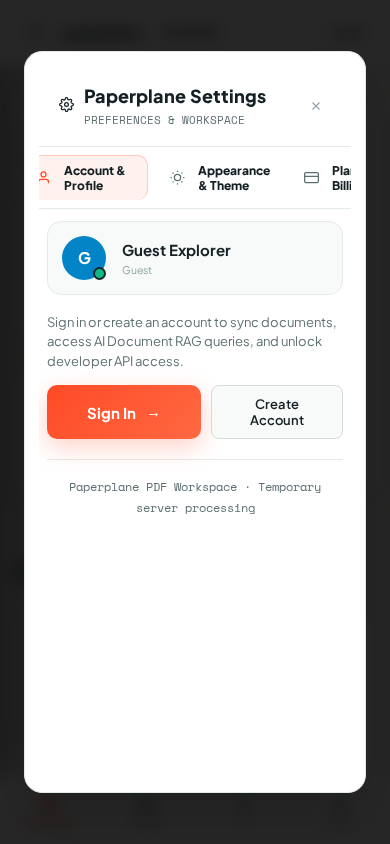 Paperplane Settings
PREFERENCES & WORKSPACE
×
Account &
Profile
Appearance
& Theme
G
Guest Explorer
Guest
Sign in or create an account to sync documents,
access AI Document RAG queries, and unlock
developer API access.
Sign In →
Create
Account
Paperplane PDF Workspace · Temporary
server processing